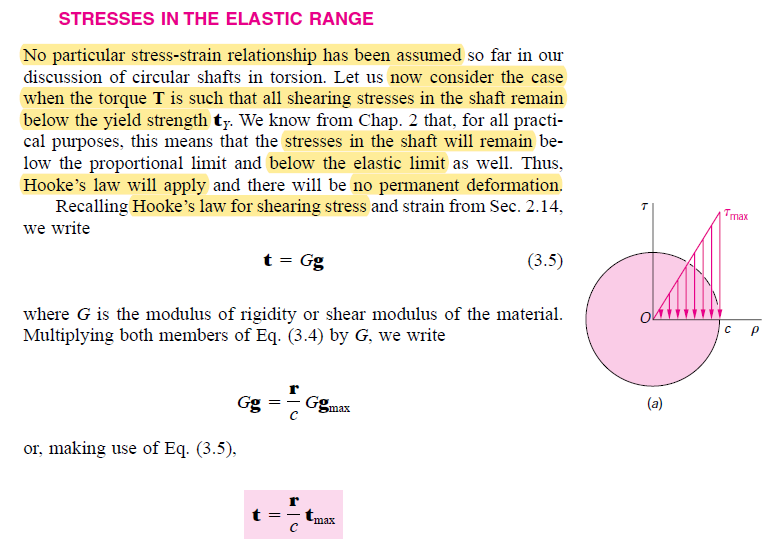 STRESSES IN THE ELASTIC RANGE
No particular stress-strain relationship has been assumed so far in our
discussion of circular shafts in torsion. Let us now consider the case
when the torque T is such that all shearing stresses in the shaft remain
below the yield strength t_Y. We know from Chap. 2 that, for all practi-
cal purposes, this means that the stresses in the shaft will remain be-
low the proportional limit and below the elastic limit as well. Thus,
Hooke’s law will apply and there will be no permanent deformation.
Recalling Hooke’s law for shearing stress and strain from Sec. 2.14,
we write
t = Gg (3.5)
where G is the modulus of rigidity or shear modulus of the material.
Multiplying both members of Eq. (3.4) by G, we write
Gg = r/c Gg_max
or, making use of Eq. (3.5),
t = r/c t_max
τ
τmax
O
c ρ
(a)